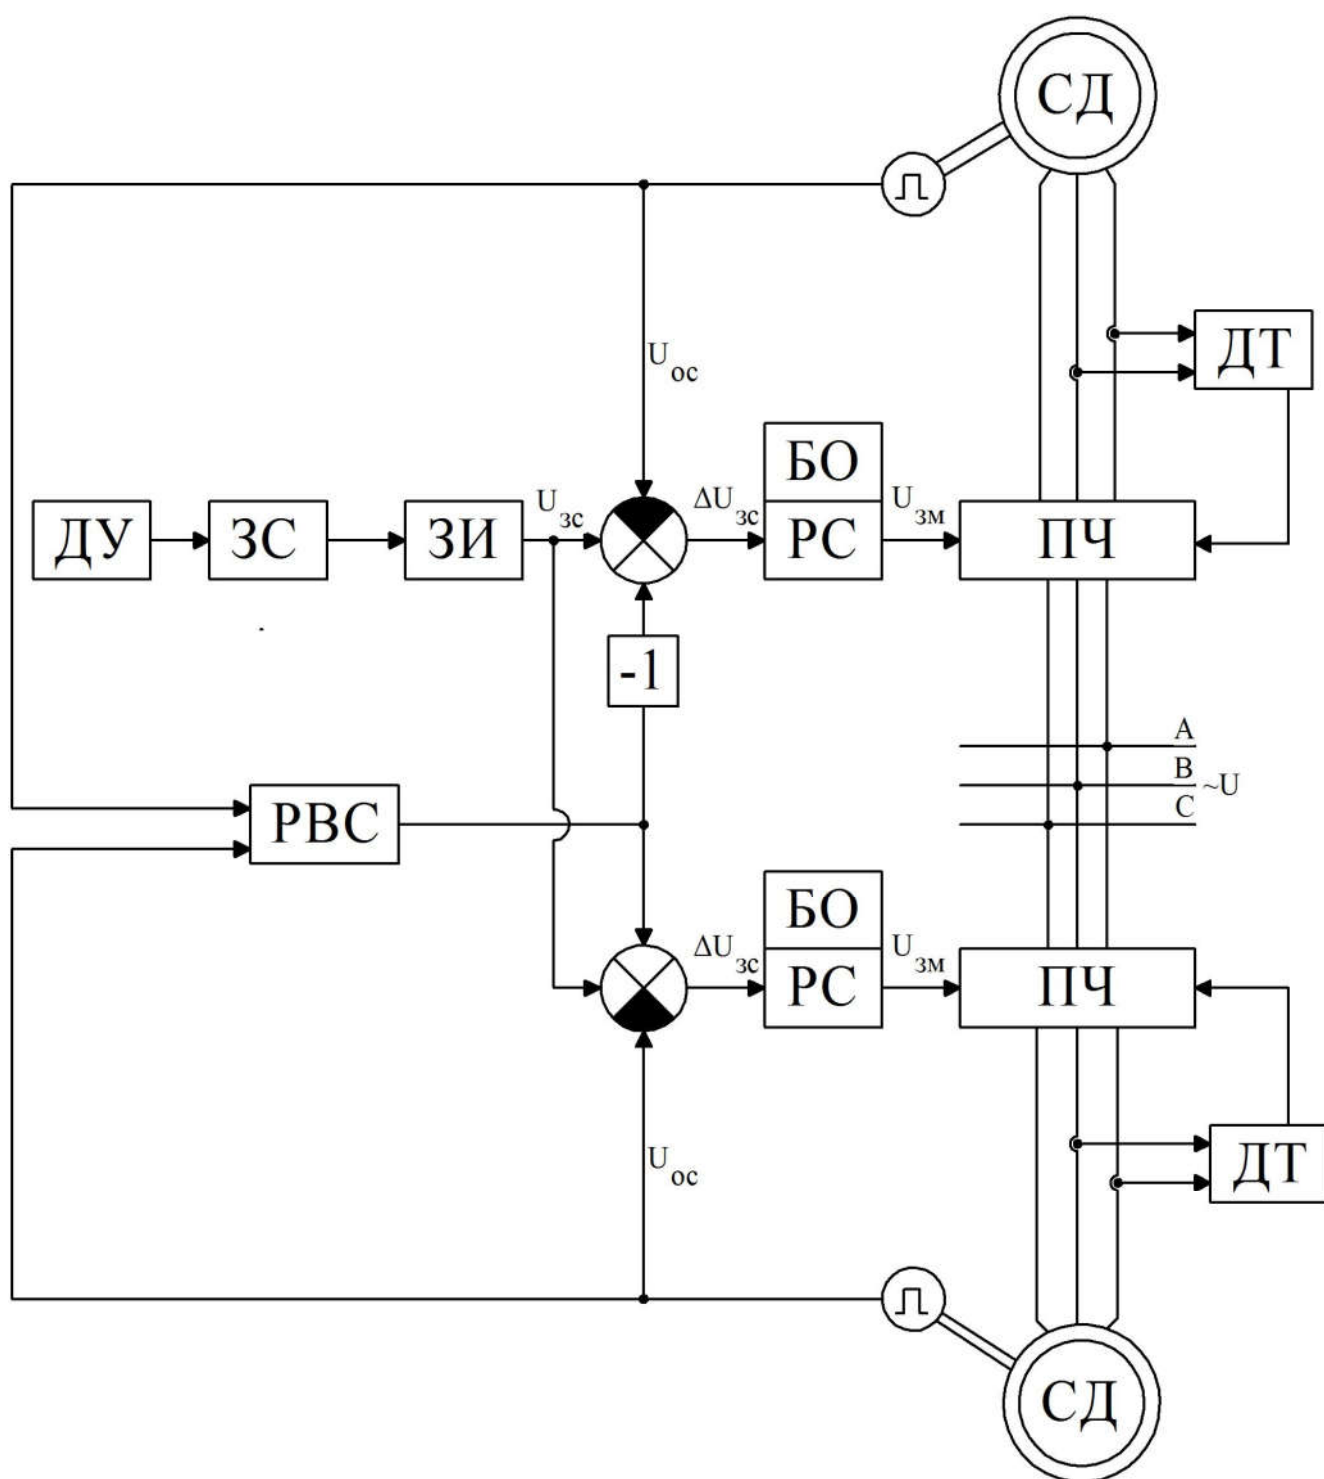 СД
U ос
ДТ
БО
ДУ
ЗС
ЗИ
U зс
ΔU зс
РС
U зм
ПЧ
-1
A
B
~U
C
РВС
БО
ΔU зс
РС
U зм
ПЧ
U ос
ДТ
СД